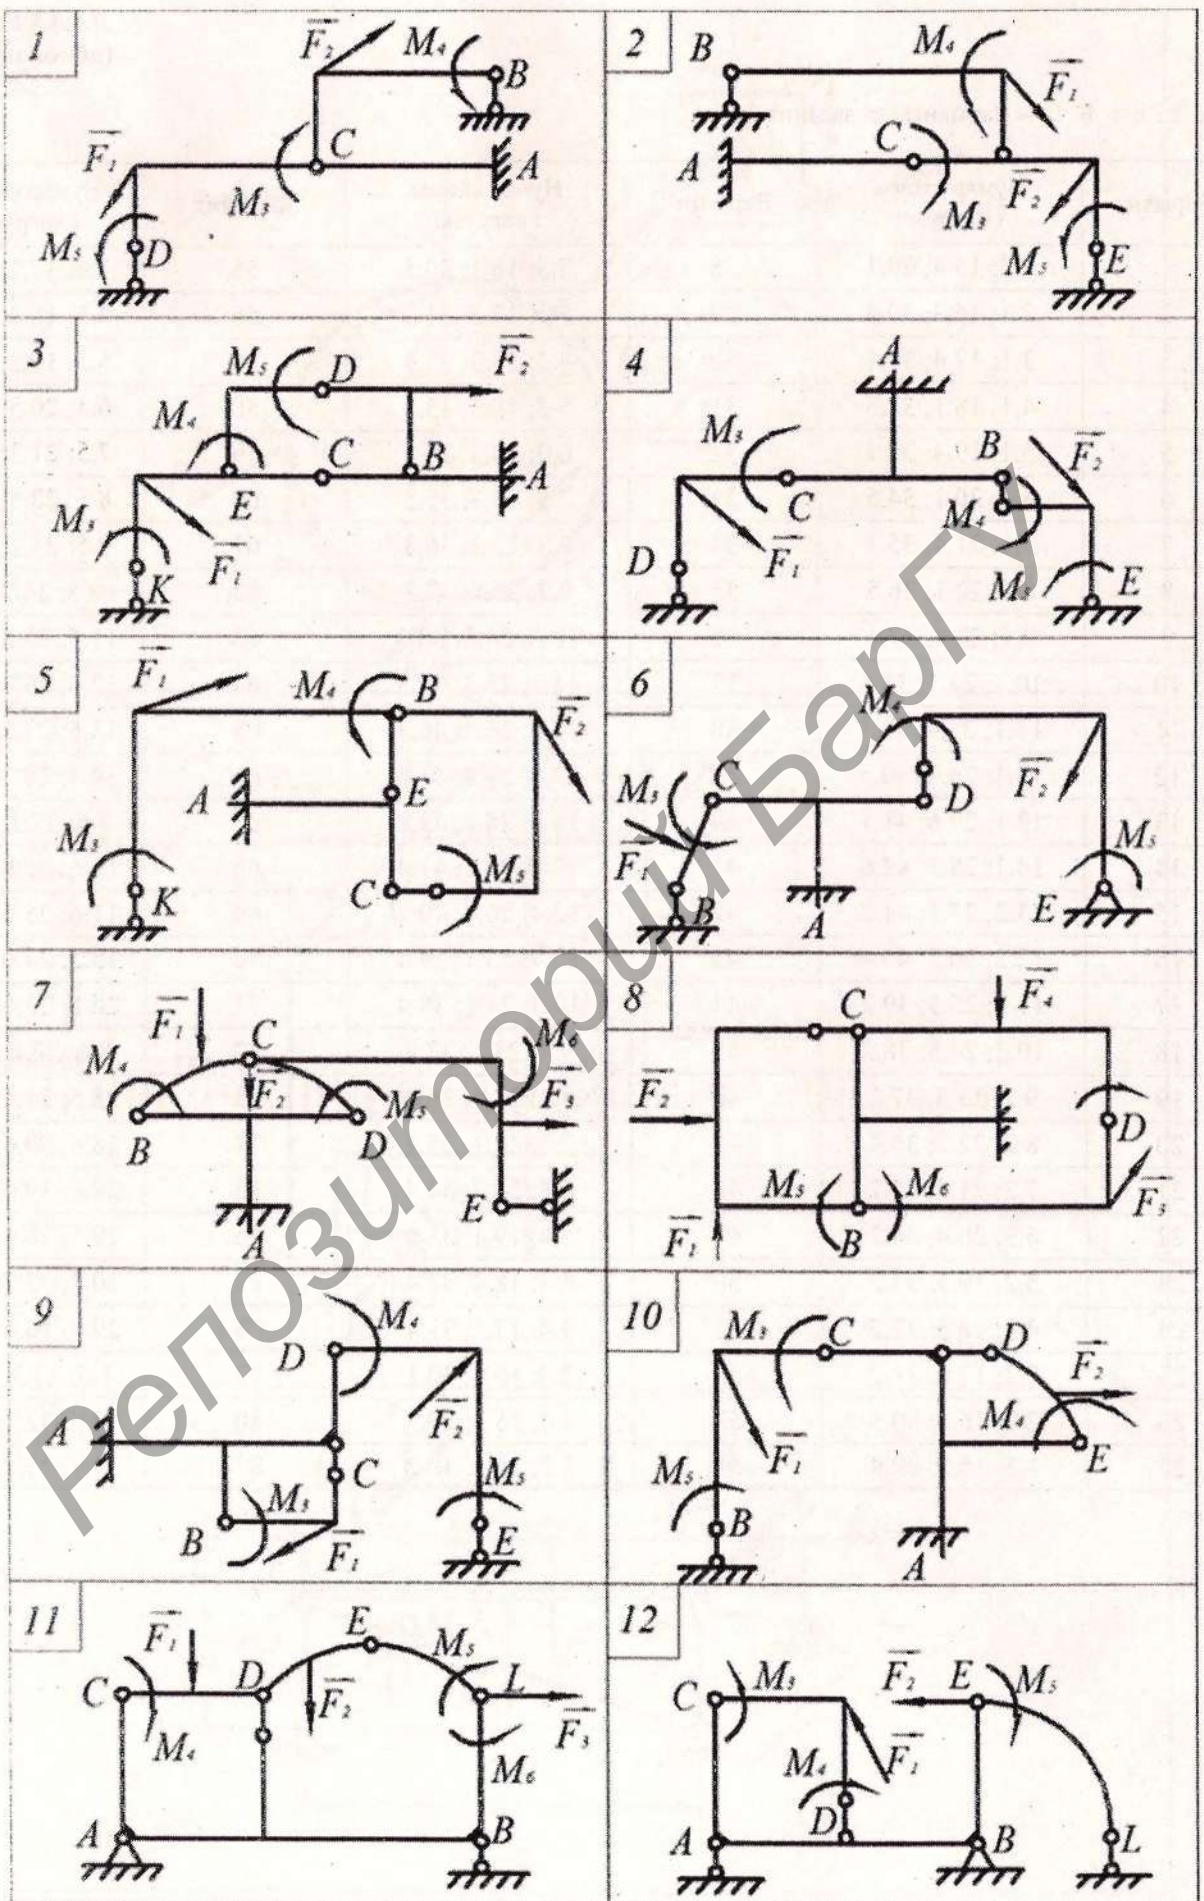 1
F₂
M₄
B
F₁
C
A
M₃
M₅
D
2
B
M₄
F₁
A
C
M₃
F₂
M₅
E
3
M₅
D
F₂
M₄
C
B
A
E
M₃
F₁
K
4
A
M₃
B
F₂
C
M₄
D
F₁
M₅
E
5
F₁
M₄
B
F₂
A
E
M₃
C
M₅
K
6
M₄
M₃
C
F₂
D
F₁
M₅
B
A
E
7
F₁
C
M₆
M₄
F₂
F₃
B
D
M₅
E
A
8
C
F₄
F₂
D
M₅
M₆
F₁
B
F₃
9
M₄
D
F₂
A
C
M₃
M₅
B
F₁
E
10
M₃
C
D
F₂
M₄
F₁
E
M₅
B
A
11
F₁
E
M₅
C
D
L
F₂
F₃
M₄
M₆
A
B
12
C
M₃
F₂
E
M₅
F₁
M₄
D
A
B
L
Репозиторий БарГУ